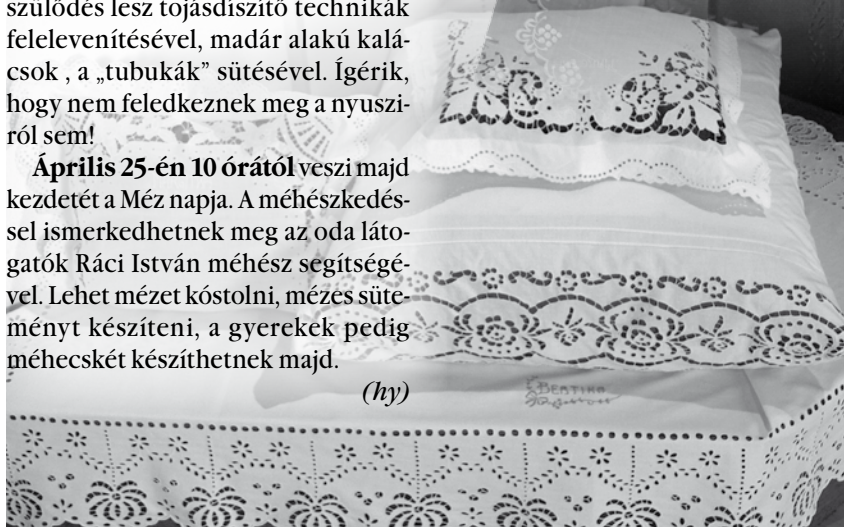 szülődés lesz tojásdíszítő technikák
felelevenítésével, madár alakú kalá-
csok , a „tubukák” sütésével. Ígérik,
hogy nem feledkeznek meg a nyuszi-
ról sem!
Április 25-én 10 órától veszi majd
kezdetét a Méz napja. A méhészkedés-
sel ismerkedhetnek meg az oda láto-
gatók Ráci István méhész segítségé-
vel. Lehet mézet kóstolni, mézes süte-
ményt készíteni, a gyerekek pedig
méhecskét készíthetnek majd.
(hy)
BERTIKA